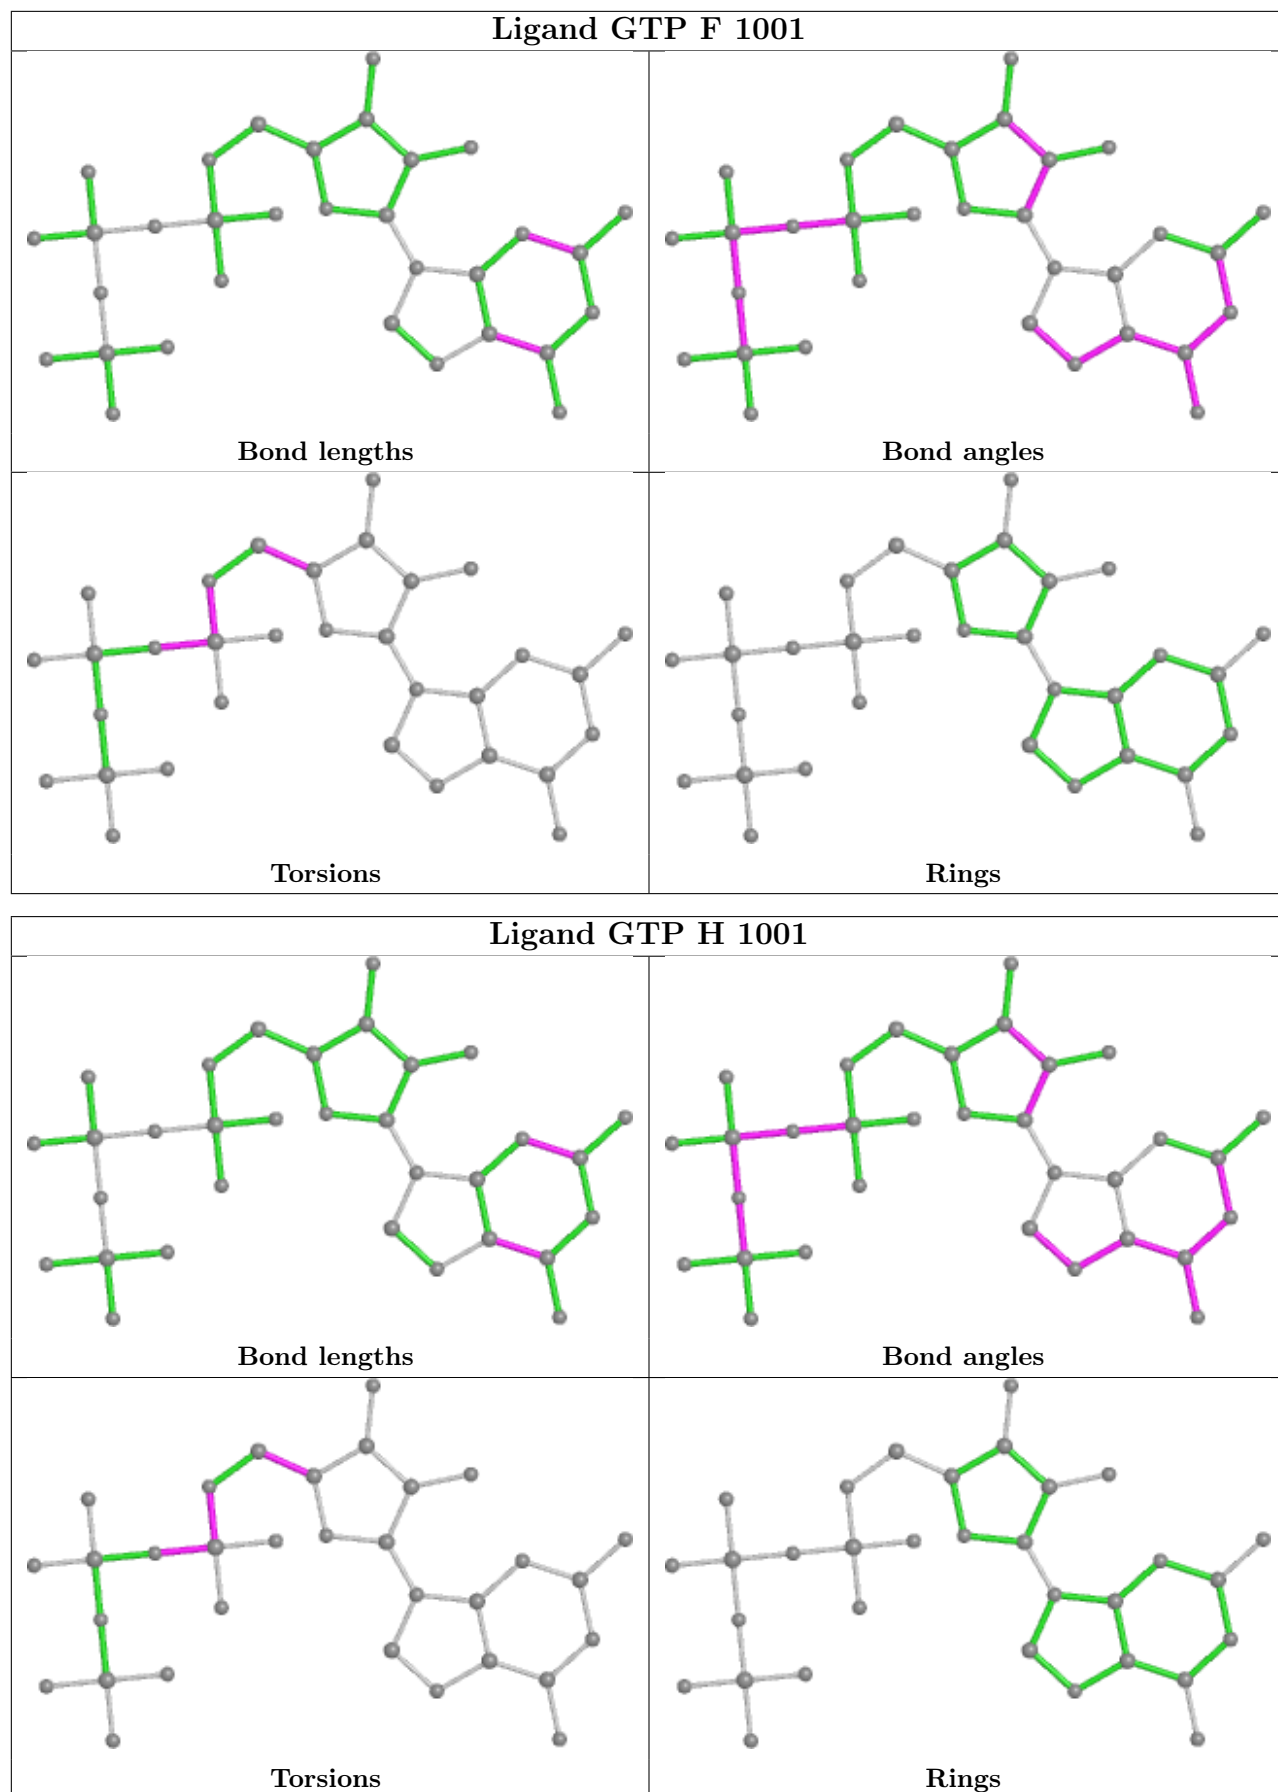 Ligand GTP F 1001
Bond lengths
Bond angles
Torsions
Rings
Ligand GTP H 1001
Bond lengths
Bond angles
Torsions
Rings